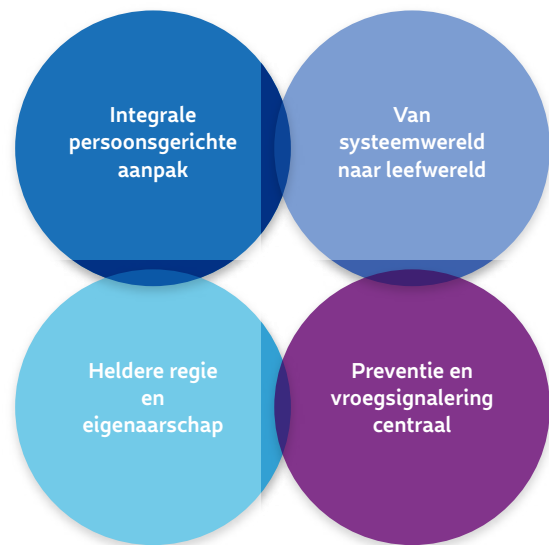 Integrale
persoonsgerichte
aanpak
Van
systeemwereld
naar leefwereld
Heldere regie
en
eigenaarschap
Preventie en
vroegsignalering
centraal